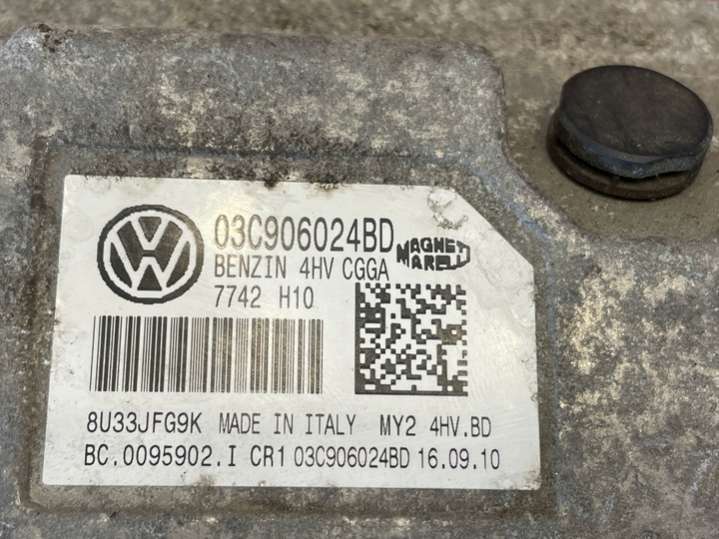 03C906024BD
BENZIN 4HV CGGA
MAGNETI
MARELLI
7742 H10
8U33JFG9K MADE IN ITALY MY2 4HV.BD
BC.0095902.I CR1 03C906024BD 16.09.10